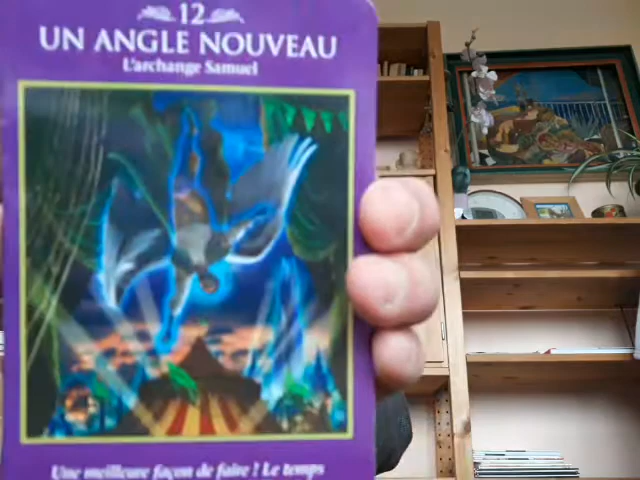 12
UN ANGLE NOUVEAU
L'archange Samuel
Une meilleure façon de faire ! Le temps